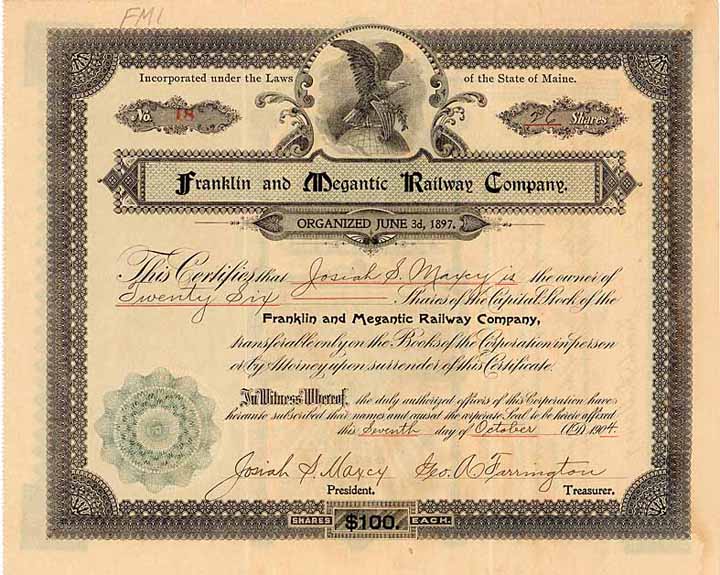 FM1
Incorporated under the Laws of the State of Maine.
No. 18 26 Shares
Franklin and Megantic Railway Company.
ORGANIZED JUNE 3d, 1897.
This Certifies that Josiah S. Maxcy is the owner of
Twenty Six Shares of the Capital Stock of the
Franklin and Megantic Railway Company,
transferable only on the Books of the Corporation in person
or by Attorney upon surrender of this Certificate.
In Witness Whereof, the duly authorized officers of this Corporation have
hereunto subscribed their names and caused the corporate Seal to be hereto affixed
this Seventh day of October A.D. 1904.
Josiah S Maxcy Geo. A Farrington
President. Treasurer.
SHARES $100. EACH.